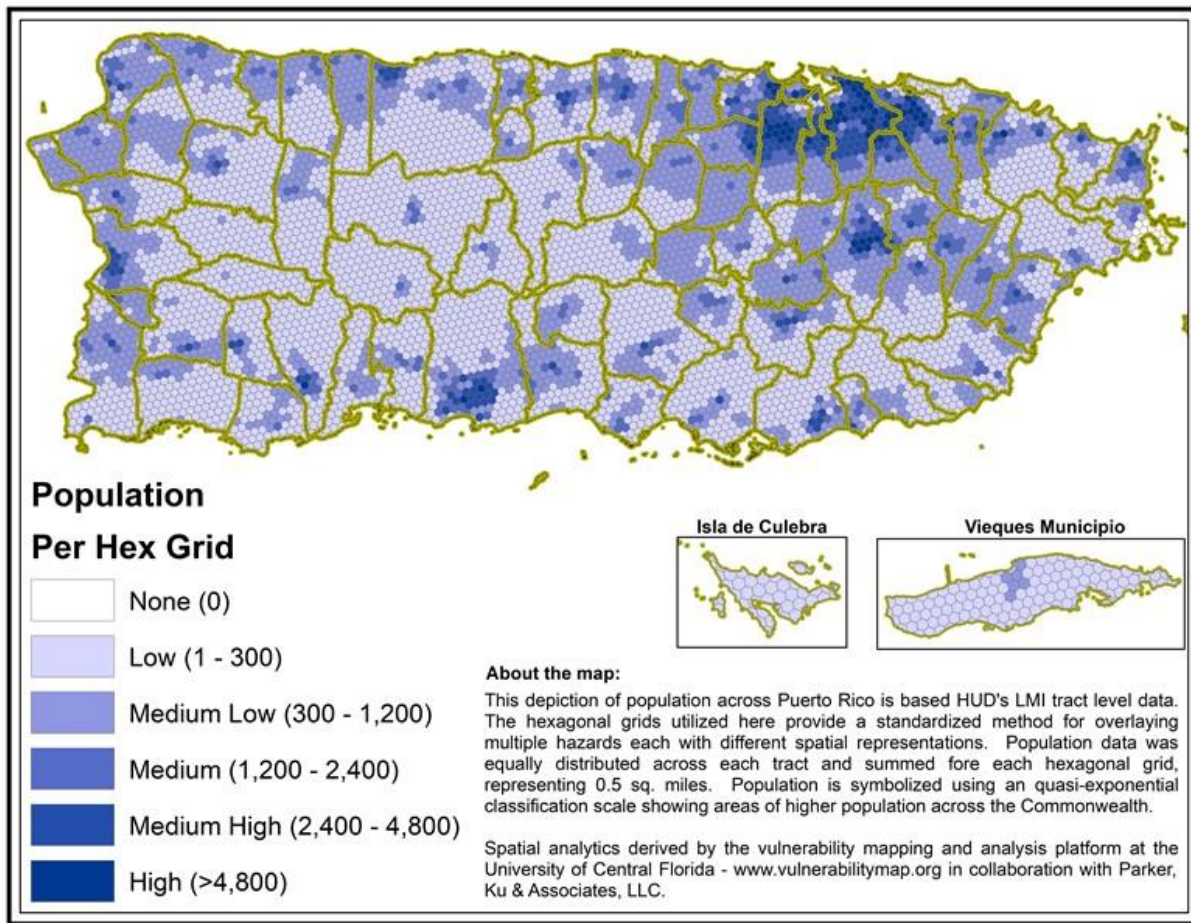 Population
Per Hex Grid
None (0)
Low (1 - 300)
Medium Low (300 - 1,200)
Medium (1,200 - 2,400)
Medium High (2,400 - 4,800)
High (>4,800)
Isla de Culebra
Vieques Municipio
About the map:
This depiction of population across Puerto Rico is based HUD's LMI tract level data.
The hexagonal grids utilized here provide a standardized method for overlaying
multiple hazards each with different spatial representations. Population data was
equally distributed across each tract and summed fore each hexagonal grid,
representing 0.5 sq. miles. Population is symbolized using an quasi-exponential
classification scale showing areas of higher population across the Commonwealth.
Spatial analytics derived by the vulnerability mapping and analysis platform at the
University of Central Florida - www.vulnerabilitymap.org in collaboration with Parker,
Ku & Associates, LLC.